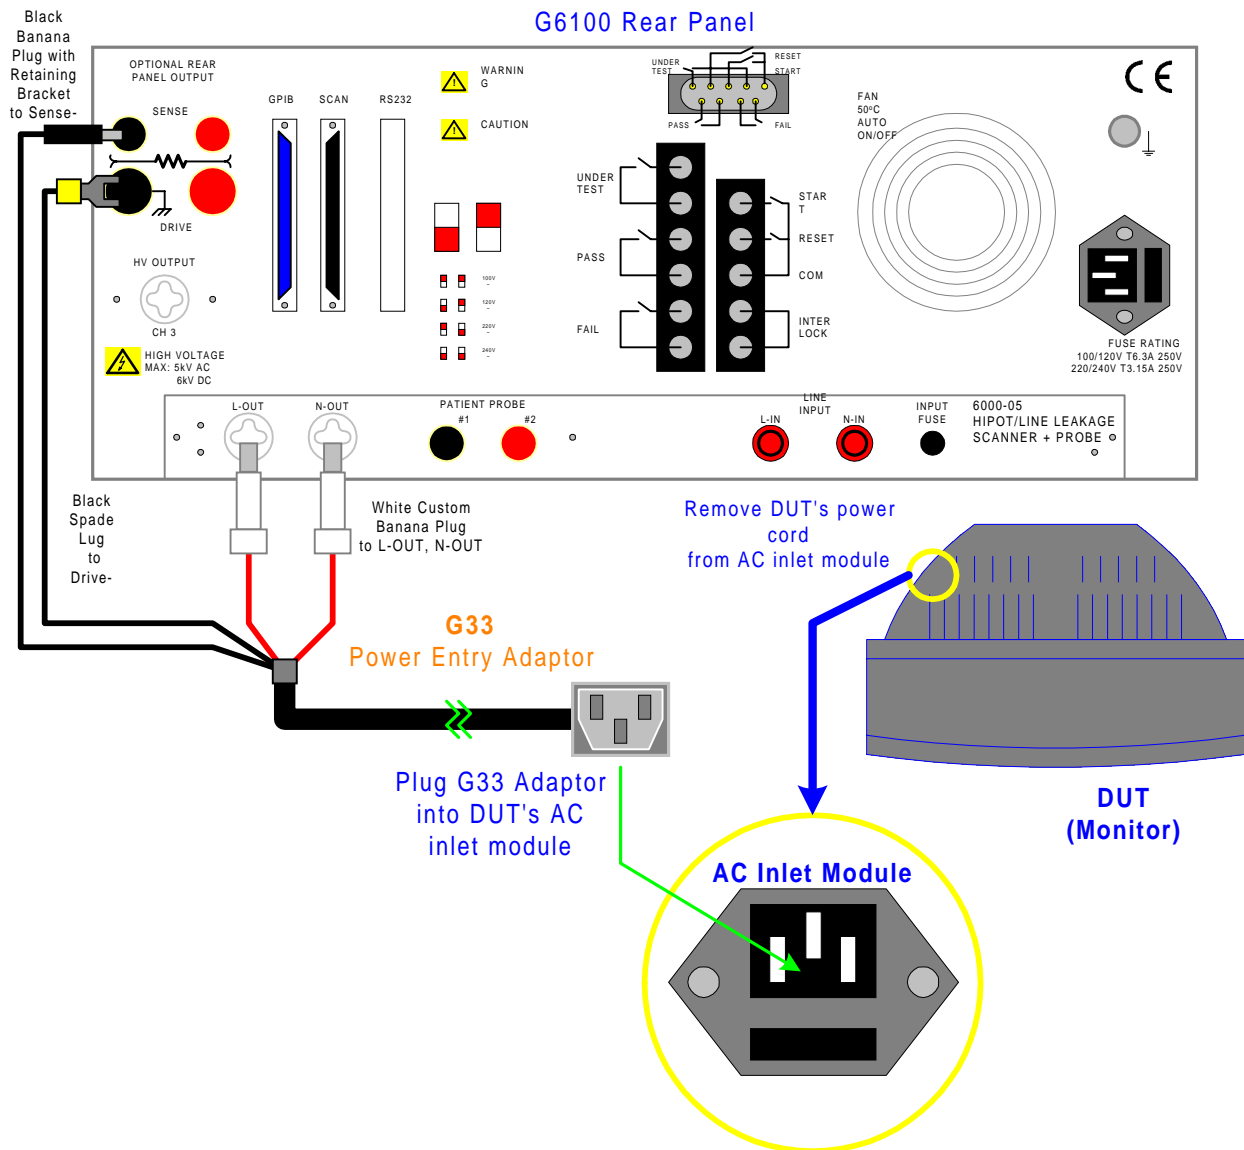 G6100 Rear Panel
Black
Banana
Plug with
Retaining
Bracket
to Sense-
OPTIONAL REAR
PANEL OUTPUT
SENSE
DRIVE
HV OUTPUT
CH 3
HIGH VOLTAGE
MAX: 5kV AC
6kV DC
GPIB
SCAN
RS232
WARNIN
G
CAUTION
100V
~
120V
~
220V
~
240V
~
UNDER
TEST
RESET
START
PASS
FAIL
UNDER
TEST
PASS
FAIL
STAR
T
RESET
COM
INTER
LOCK
FAN
50ºC
AUTO
ON/OFF
CE
FUSE RATING
100/120V T6.3A 250V
220/240V T3.15A 250V
L-OUT
N-OUT
PATIENT PROBE
#1
#2
LINE
INPUT
L-IN
N-IN
INPUT
FUSE
6000-05
HIPOT/LINE LEAKAGE
SCANNER + PROBE
Black
Spade
Lug
to
Drive-
White Custom
Banana Plug
to L-OUT, N-OUT
Remove DUT's power
cord
from AC inlet module
G33
Power Entry Adaptor
Plug G33 Adaptor
into DUT's AC
inlet module
DUT
(Monitor)
AC Inlet Module